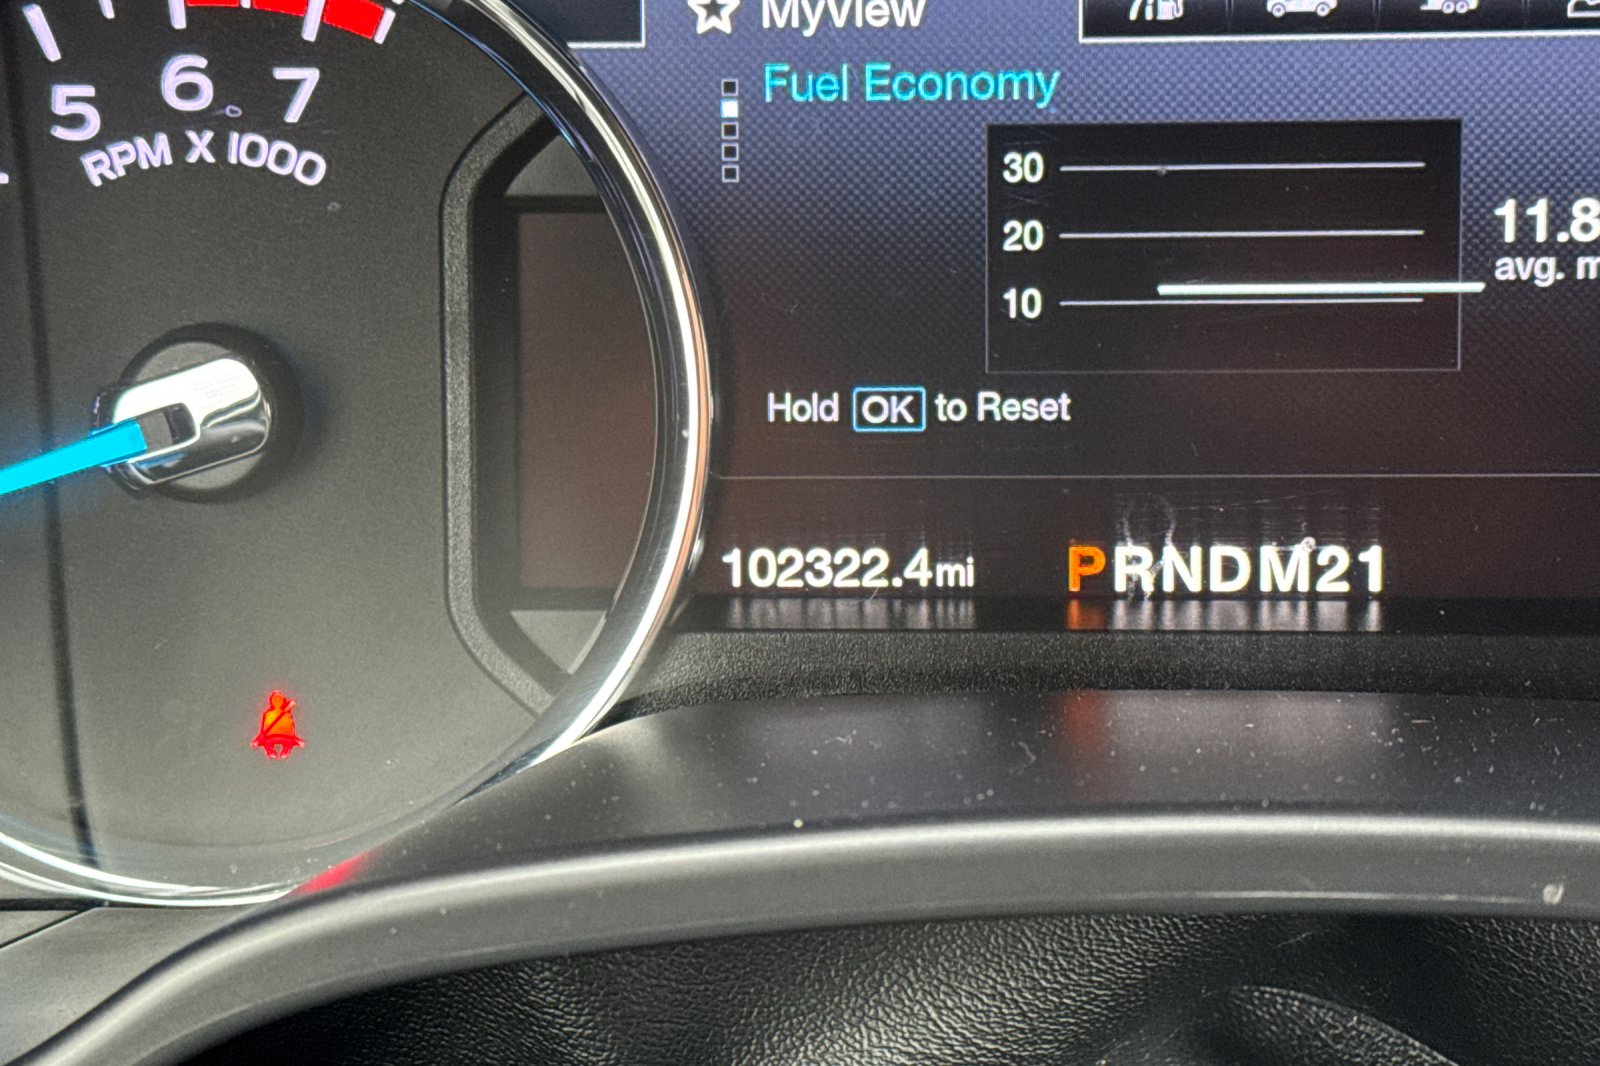 MyView
Fuel Economy
5 6 7
RPM X 1000
30
20
10
11.8
avg.
Hold OK to Reset
102322.4mi
PRNDM21